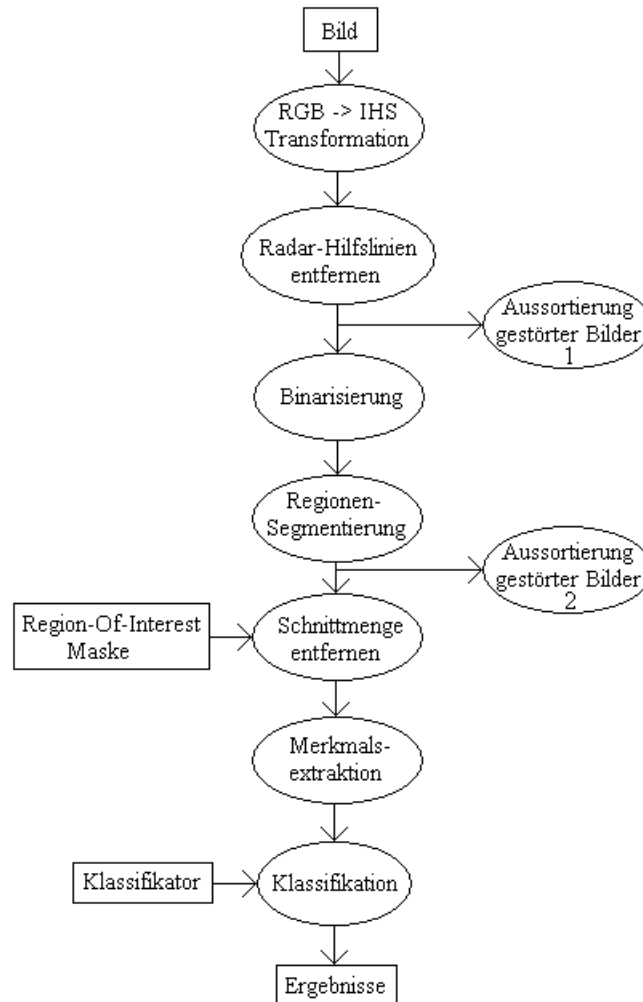 Bild
RGB -> IHS
Transformation
Radar-Hilfslinien
entfernen
Aussortierung
gestörter Bilder
1
Binarisierung
Regionen-
Segmentierung
Aussortierung
gestörter Bilder
2
Region-Of-Interest
Maske
Schnittmenge
entfernen
Merkmals-
extraktion
Klassifikator
Klassifikation
Ergebnisse